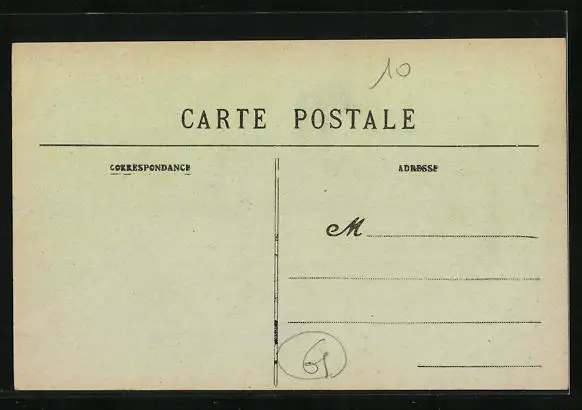 10
CARTE POSTALE
CORRESPONDANCE
ADRESSE
M
61